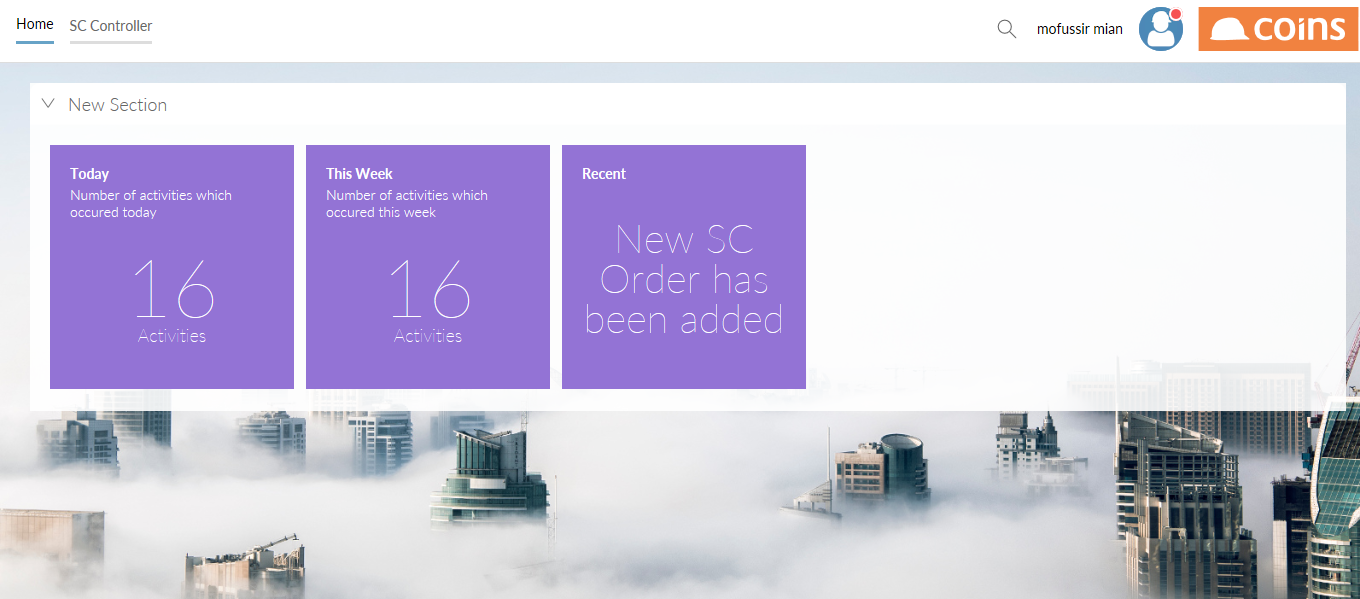 Home
SC Controller
mofussir mian
coins
New Section
Today
Number of activities which
occured today
16
Activities
This Week
Number of activities which
occured this week
16
Activities
Recent
New SC
Order has
been added